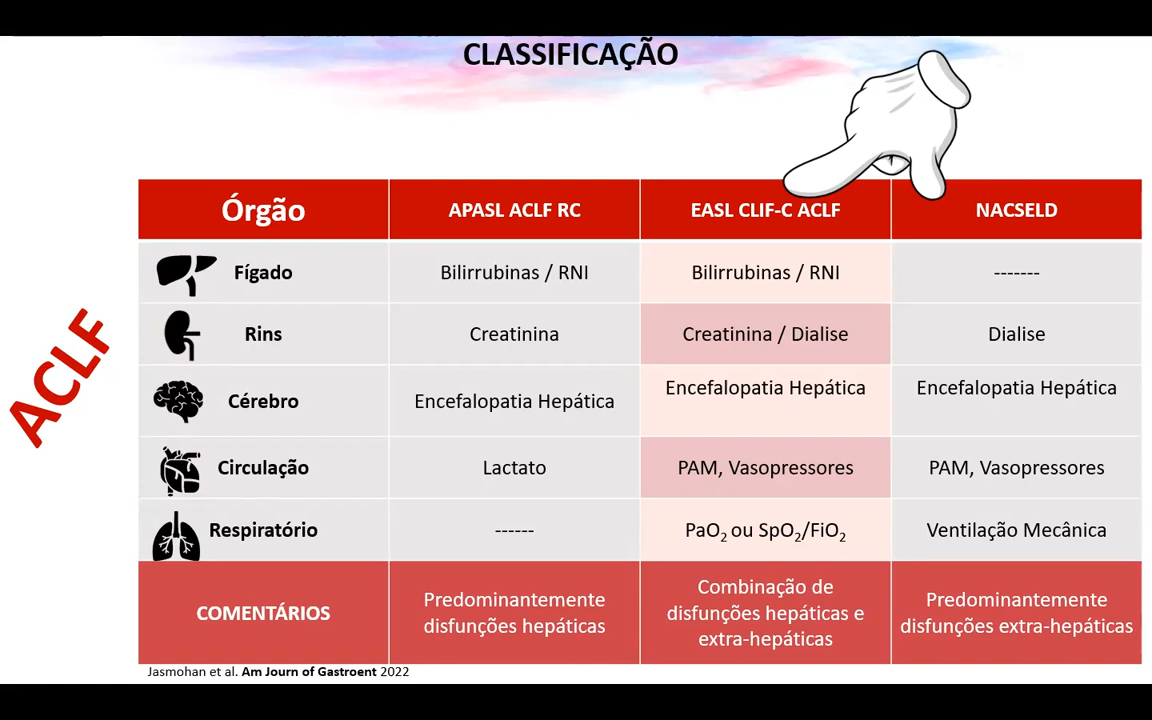 CLASSIFICAÇÃO
ACLF
Órgão APASL ACLF RC EASL CLIF-C ACLF NACSELD
Fígado Bilirrubinas / RNI Bilirrubinas / RNI -------
Rins Creatinina Creatinina / Dialise Dialise
Cérebro Encefalopatia Hepática Encefalopatia Hepática Encefalopatia Hepática
Circulação Lactato PAM, Vasopressores PAM, Vasopressores
Respiratório ------ PaO₂ ou SpO₂/FiO₂ Ventilação Mecânica
COMENTÁRIOS
Predominantemente
disfunções hepáticas
Combinação de
disfunções hepáticas e
extra-hepáticas
Predominantemente
disfunções extra-hepáticas
Jasmohan et al. Am Journ of Gastroent 2022